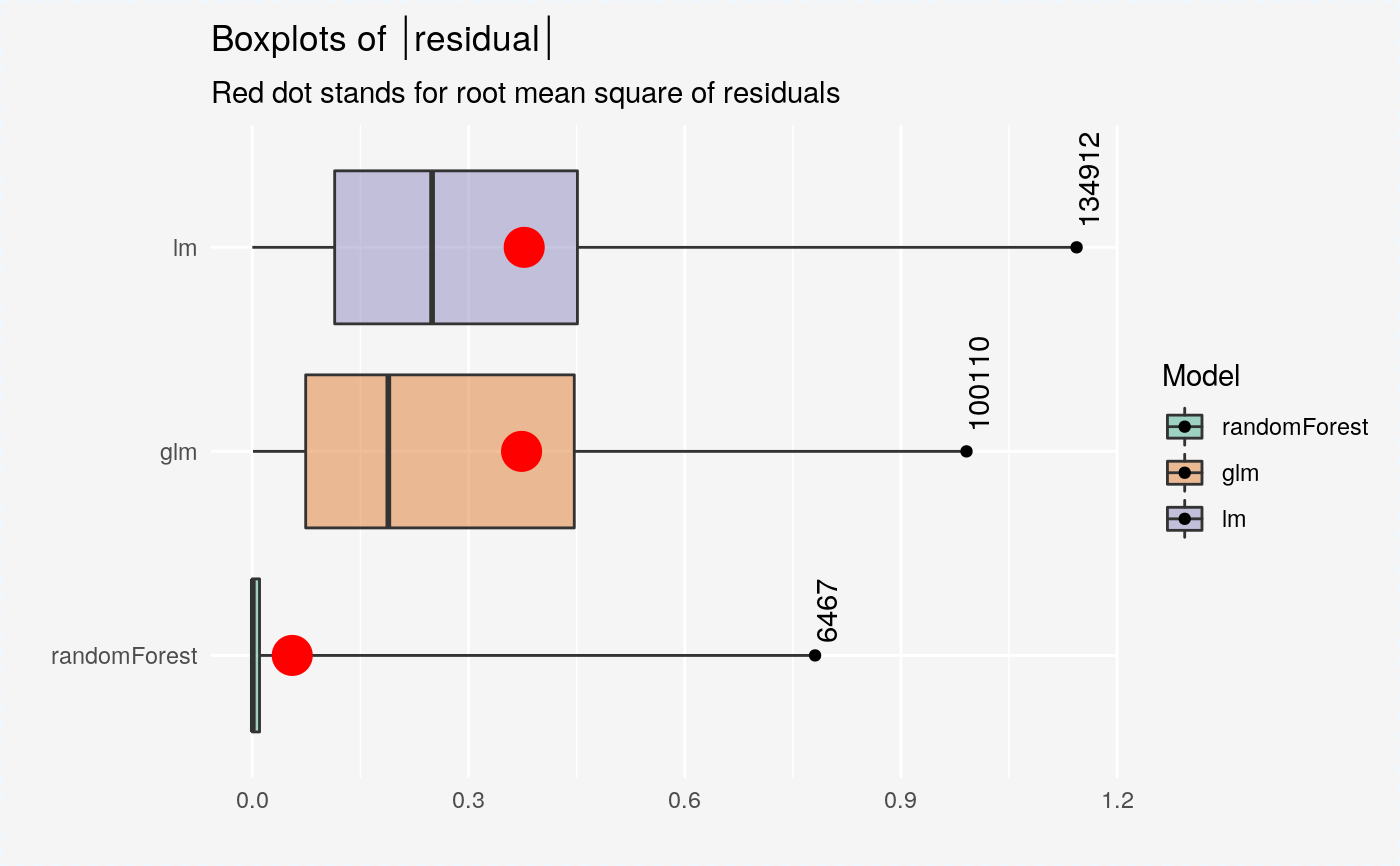 Boxplots of |residual|
Red dot stands for root mean square of residuals
134912
lm
100110
glm
6467
randomForest
0.0 0.3 0.6 0.9 1.2
Model
randomForest
glm
lm